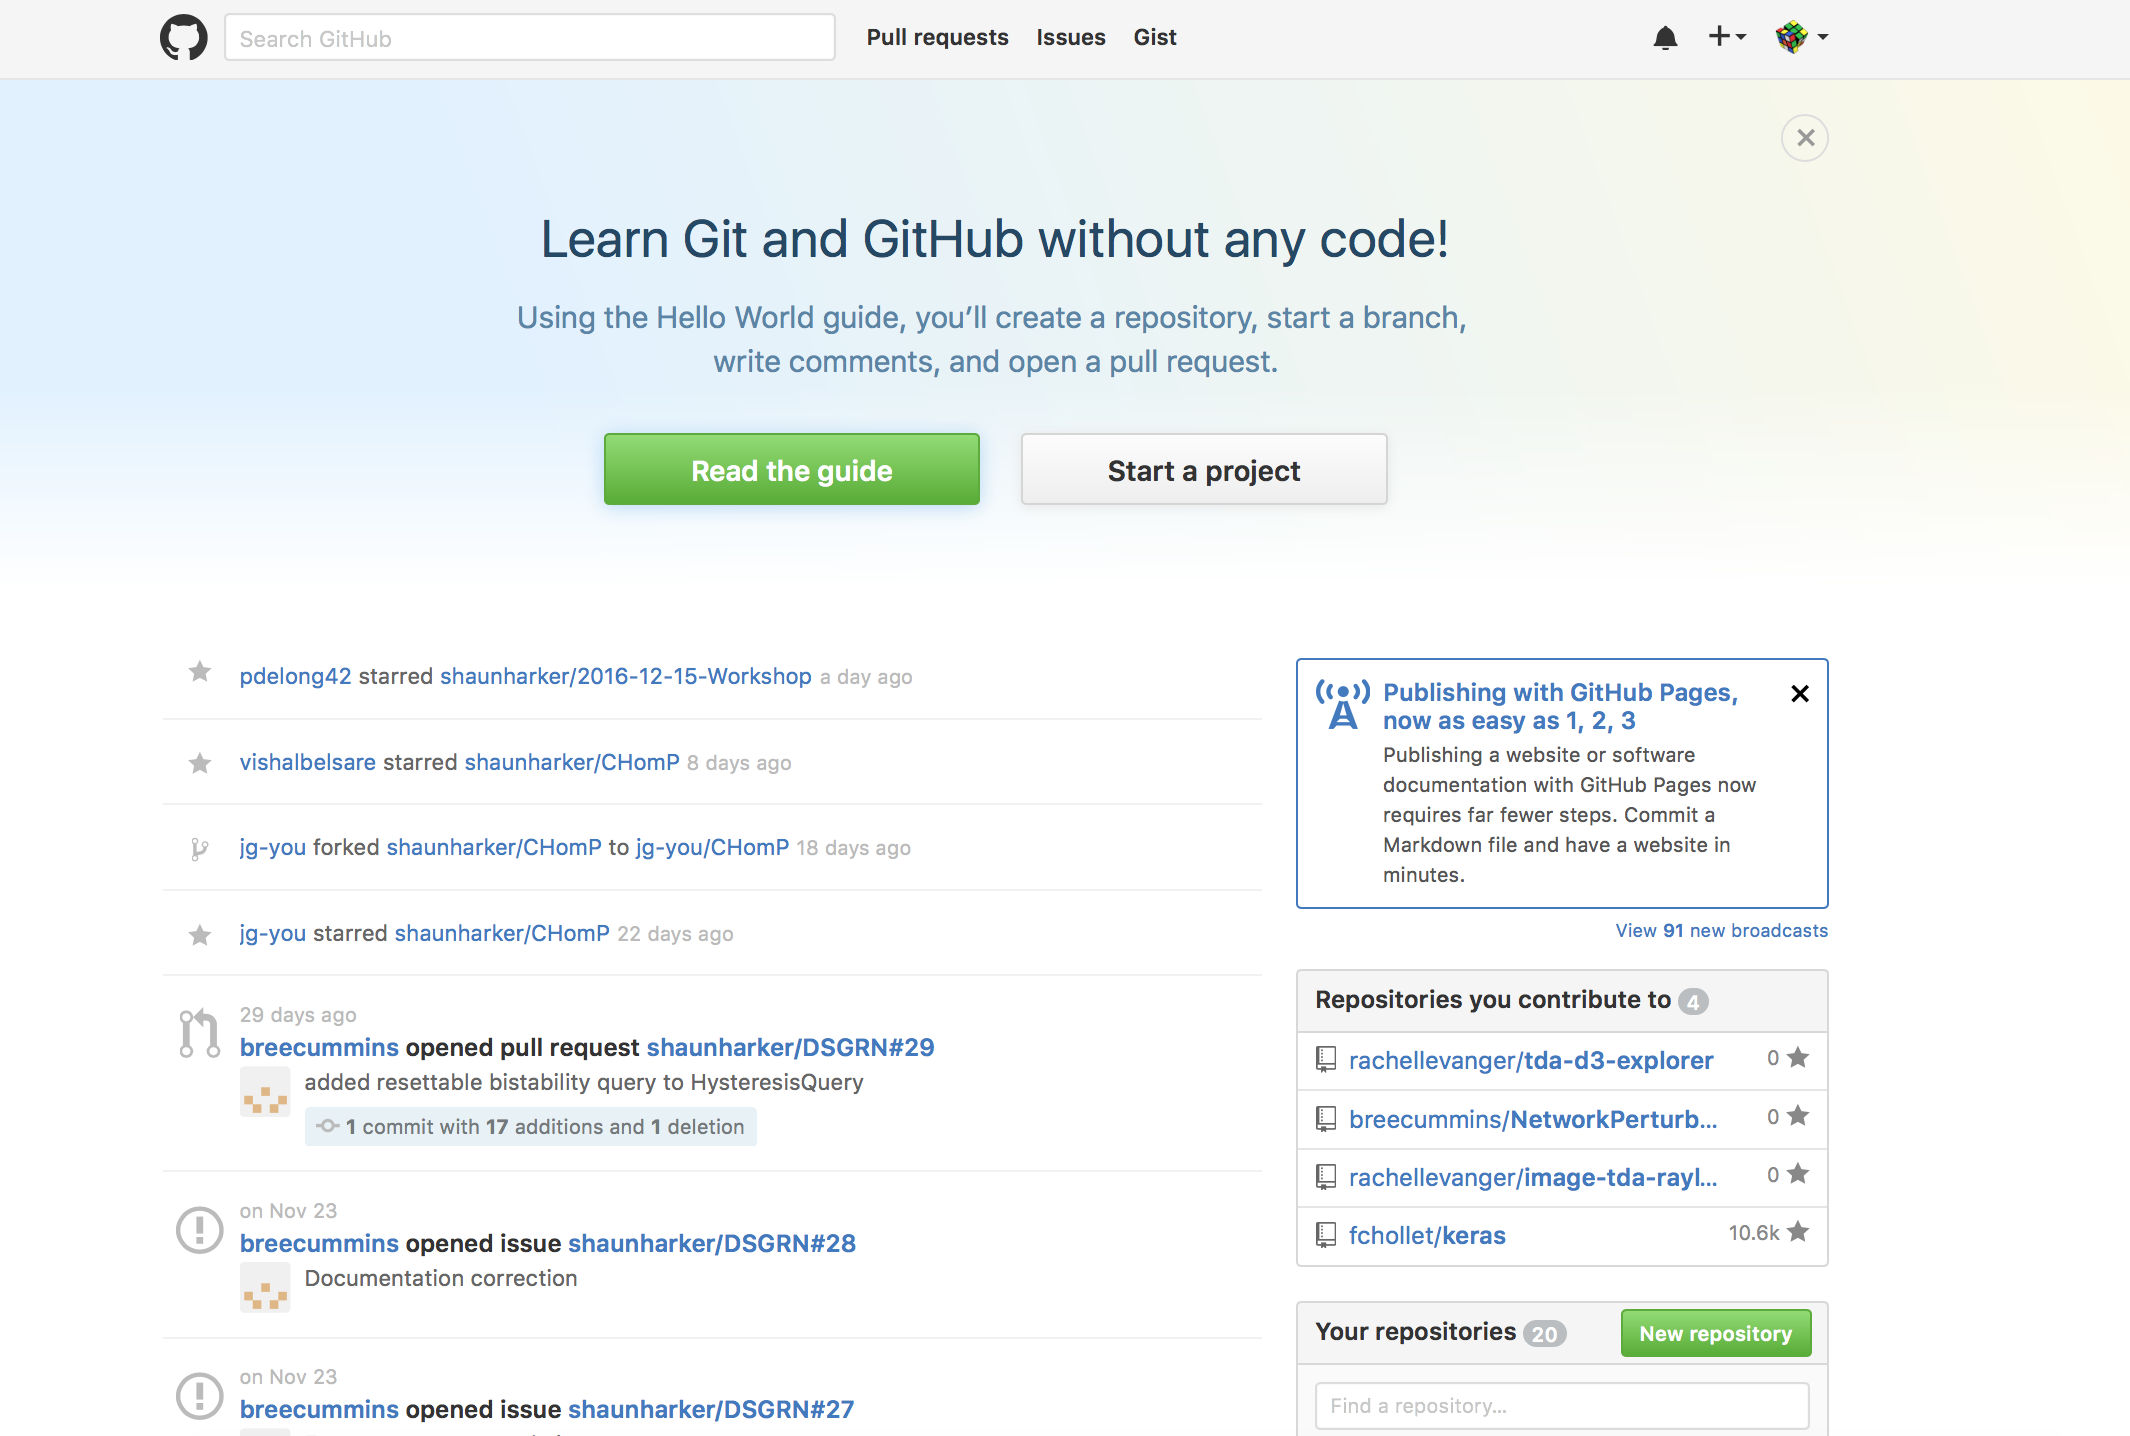 Search GitHub
Pull requests
Issues
Gist
Learn Git and GitHub without any code!
Using the Hello World guide, you’ll create a repository, start a branch,
write comments, and open a pull request.
Read the guide
Start a project
pdelong42 starred shaunharker/2016-12-15-Workshop a day ago
vishalbelsare starred shaunharker/CHomP 8 days ago
jg-you forked shaunharker/CHomP to jg-you/CHomP 18 days ago
jg-you starred shaunharker/CHomP 22 days ago
29 days ago
breecummins opened pull request shaunharker/DSGRN#29
added resettable bistability query to HysteresisQuery
1 commit with 17 additions and 1 deletion
on Nov 23
breecummins opened issue shaunharker/DSGRN#28
Documentation correction
on Nov 23
breecummins opened issue shaunharker/DSGRN#27
Publishing with GitHub Pages,
now as easy as 1, 2, 3
Publishing a website or software
documentation with GitHub Pages now
requires far fewer steps. Commit a
Markdown file and have a website in
minutes.
View 91 new broadcasts
Repositories you contribute to 4
rachellevanger/tda-d3-explorer 0
breecummins/NetworkPerturb... 0
rachellevanger/image-tda-rayl... 0
fchollet/keras 10.6k
Your repositories 20
New repository
Find a repository...